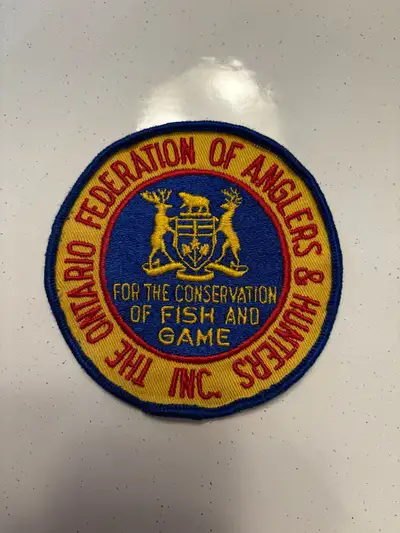 THE ONTARIO FEDERATION OF ANGLERS & HUNTERS INC.
FOR THE CONSERVATION
OF FISH AND
GAME